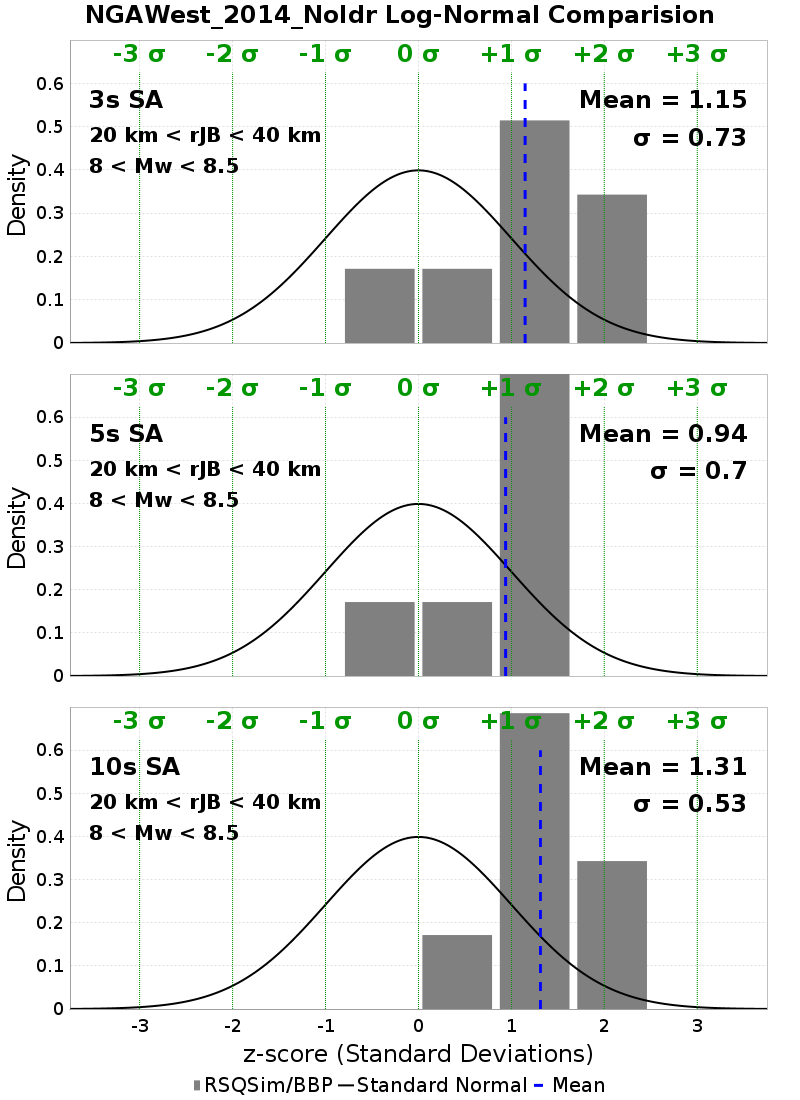 NGAWest_2014_NoIdr Log-Normal Comparision
-3 σ -2 σ -1 σ 0 σ +1 σ +2 σ +3 σ
3s SA
Mean = 1.15
20 km < rJB < 40 km
σ = 0.73
8 < Mw < 8.5
Density
0.6
0.5
0.4
0.3
0.2
0.1
0
-3 σ -2 σ -1 σ 0 σ +1 σ +2 σ +3 σ
5s SA
Mean = 0.94
20 km < rJB < 40 km
σ = 0.7
8 < Mw < 8.5
Density
0.6
0.5
0.4
0.3
0.2
0.1
0
-3 σ -2 σ -1 σ 0 σ +1 σ +2 σ +3 σ
10s SA
Mean = 1.31
20 km < rJB < 40 km
σ = 0.53
8 < Mw < 8.5
Density
0.6
0.5
0.4
0.3
0.2
0.1
0
-3 -2 -1 0 1 2 3
z-score (Standard Deviations)
RSQSim/BBP Standard Normal Mean